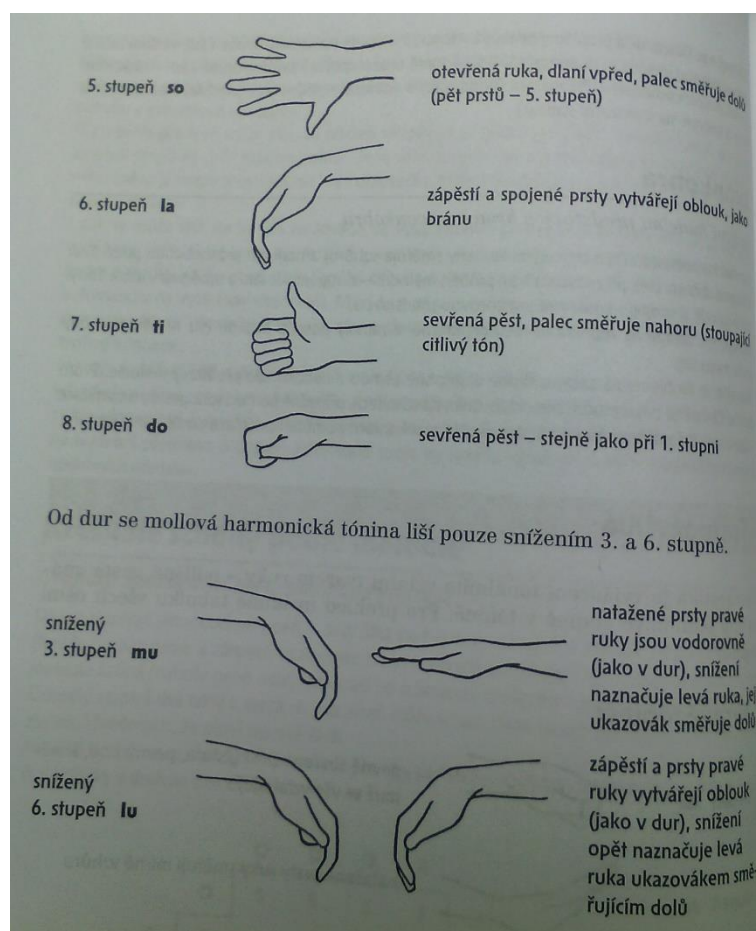 5. stupeň so
otevřená ruka, dlaní vpřed, palec směřuje dolů
(pět prstů – 5. stupeň)
6. stupeň la
zápěstí a spojené prsty vytvářejí oblouk, jako
bránu
7. stupeň ti
sevřená pěst, palec směřuje nahoru (stoupající
citlivý tón)
8. stupeň do
sevřená pěst – stejně jako při 1. stupni
Od dur se mollová harmonická tónina liší pouze snížením 3. a 6. stupně.
snížený
3. stupeň mu
natažené prsty pravé
ruky jsou vodorovně
(jako v dur), snížení
naznačuje levá ruka, jej
ukazovák směřuje dolů
snížený
6. stupeň lu
zápěstí a prsty pravé
ruky vytvářejí oblouk
(jako v dur), snížení
opět naznačuje levá
ruka ukazovákem smě-
řujícím dolů